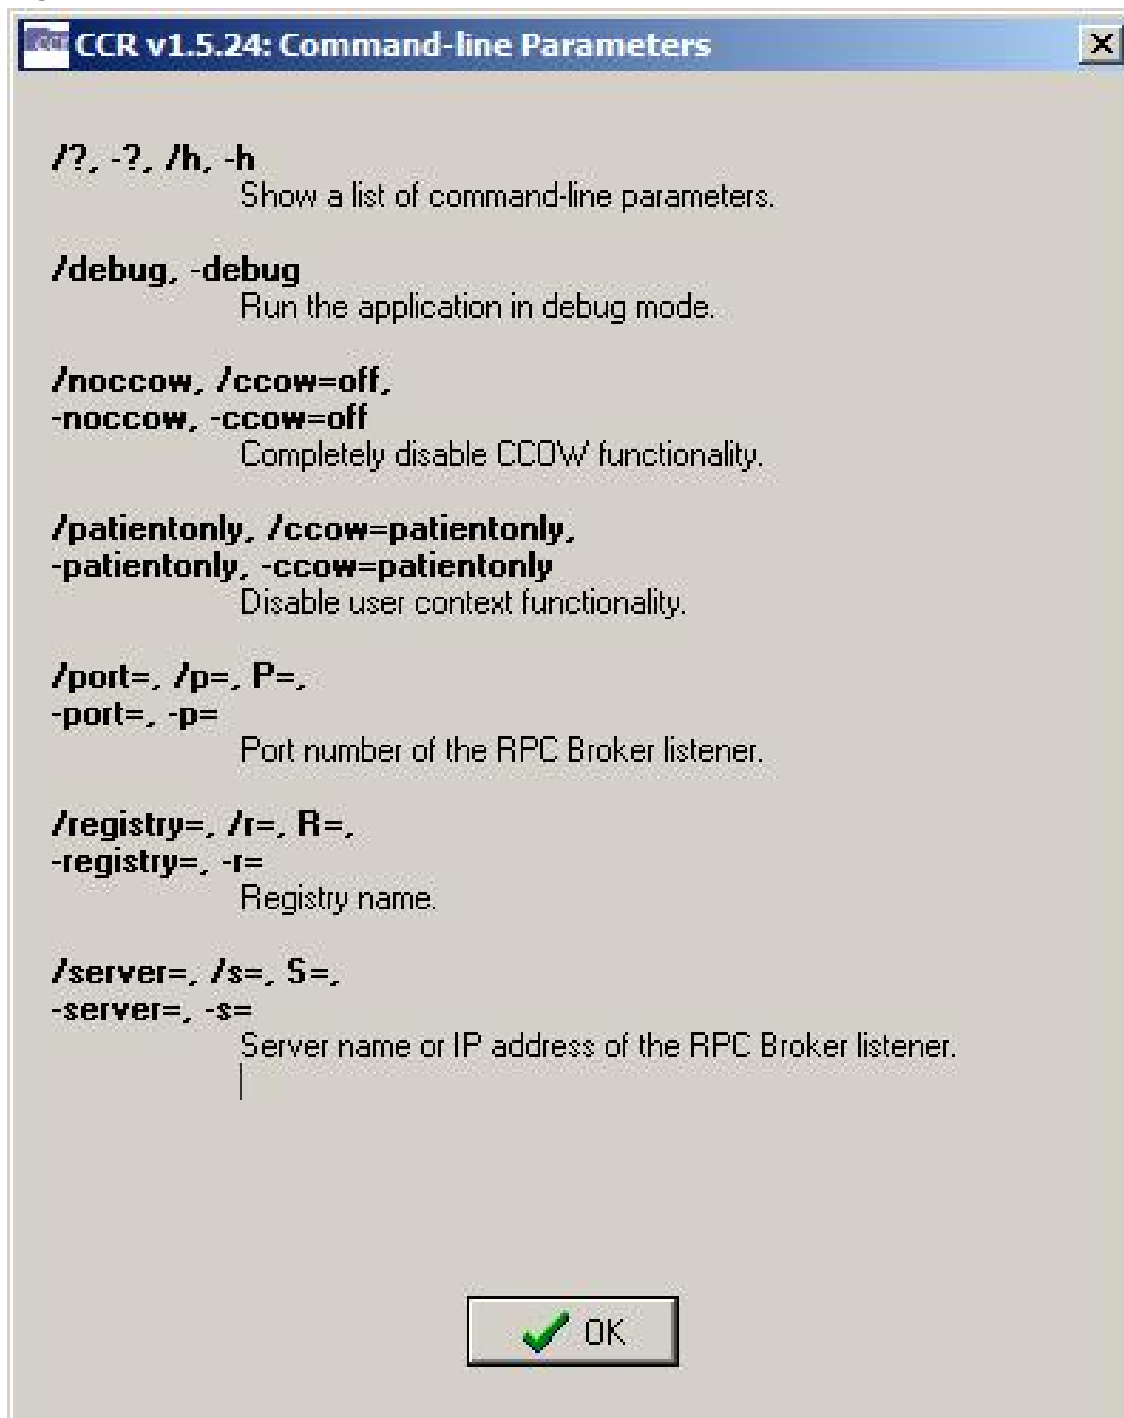 ccr CCR v1.5.24: Command-line Parameters
/?, -?, /h, -h
Show a list of command-line parameters.
/debug, -debug
Run the application in debug mode.
/noccow, /ccow=off,
-noccow, -ccow=off
Completely disable CCOW functionality.
/patientonly, /ccow=patientonly,
-patientonly, -ccow=patientonly
Disable user context functionality.
/port=, /p=, P=,
-port=, -p=
Port number of the RPC Broker listener.
/registry=, /r=, R=,
-registry=, -r=
Registry name.
/server=, /s=, S=,
-server=, -s=
Server name or IP address of the RPC Broker listener.
OK